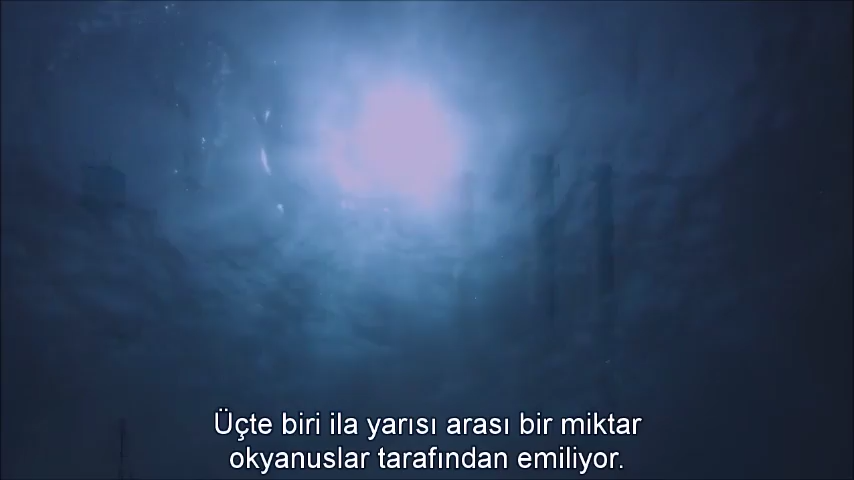 Üçte biri ila yarısı arası bir miktar
okyanuslar tarafından emiliyor.